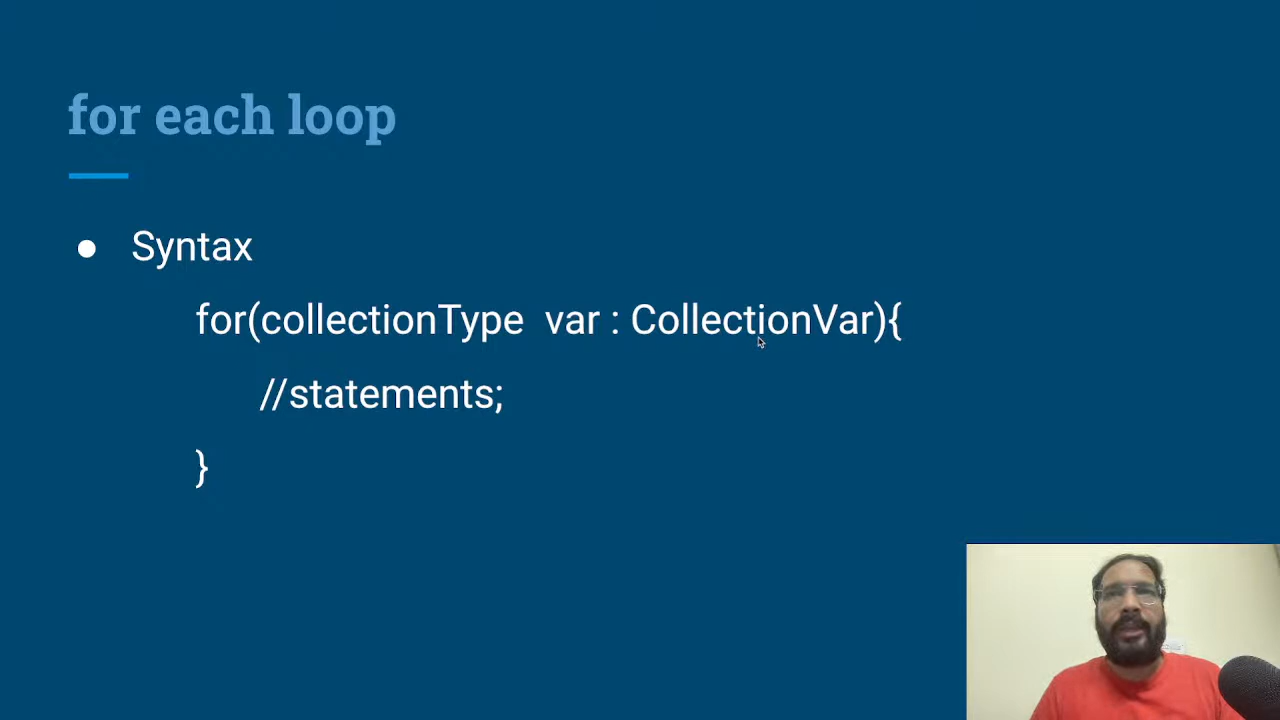 for each loop
● Syntax
for(collectionType var : CollectionVar){
//statements;
}